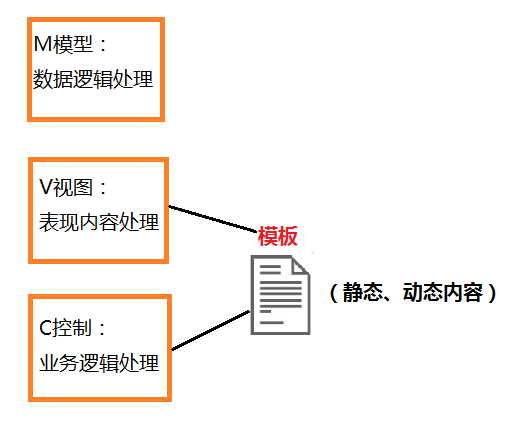 M模型：
数据逻辑处理
V视图：
表现内容处理
模板
（静态、动态内容）
C控制：
业务逻辑处理